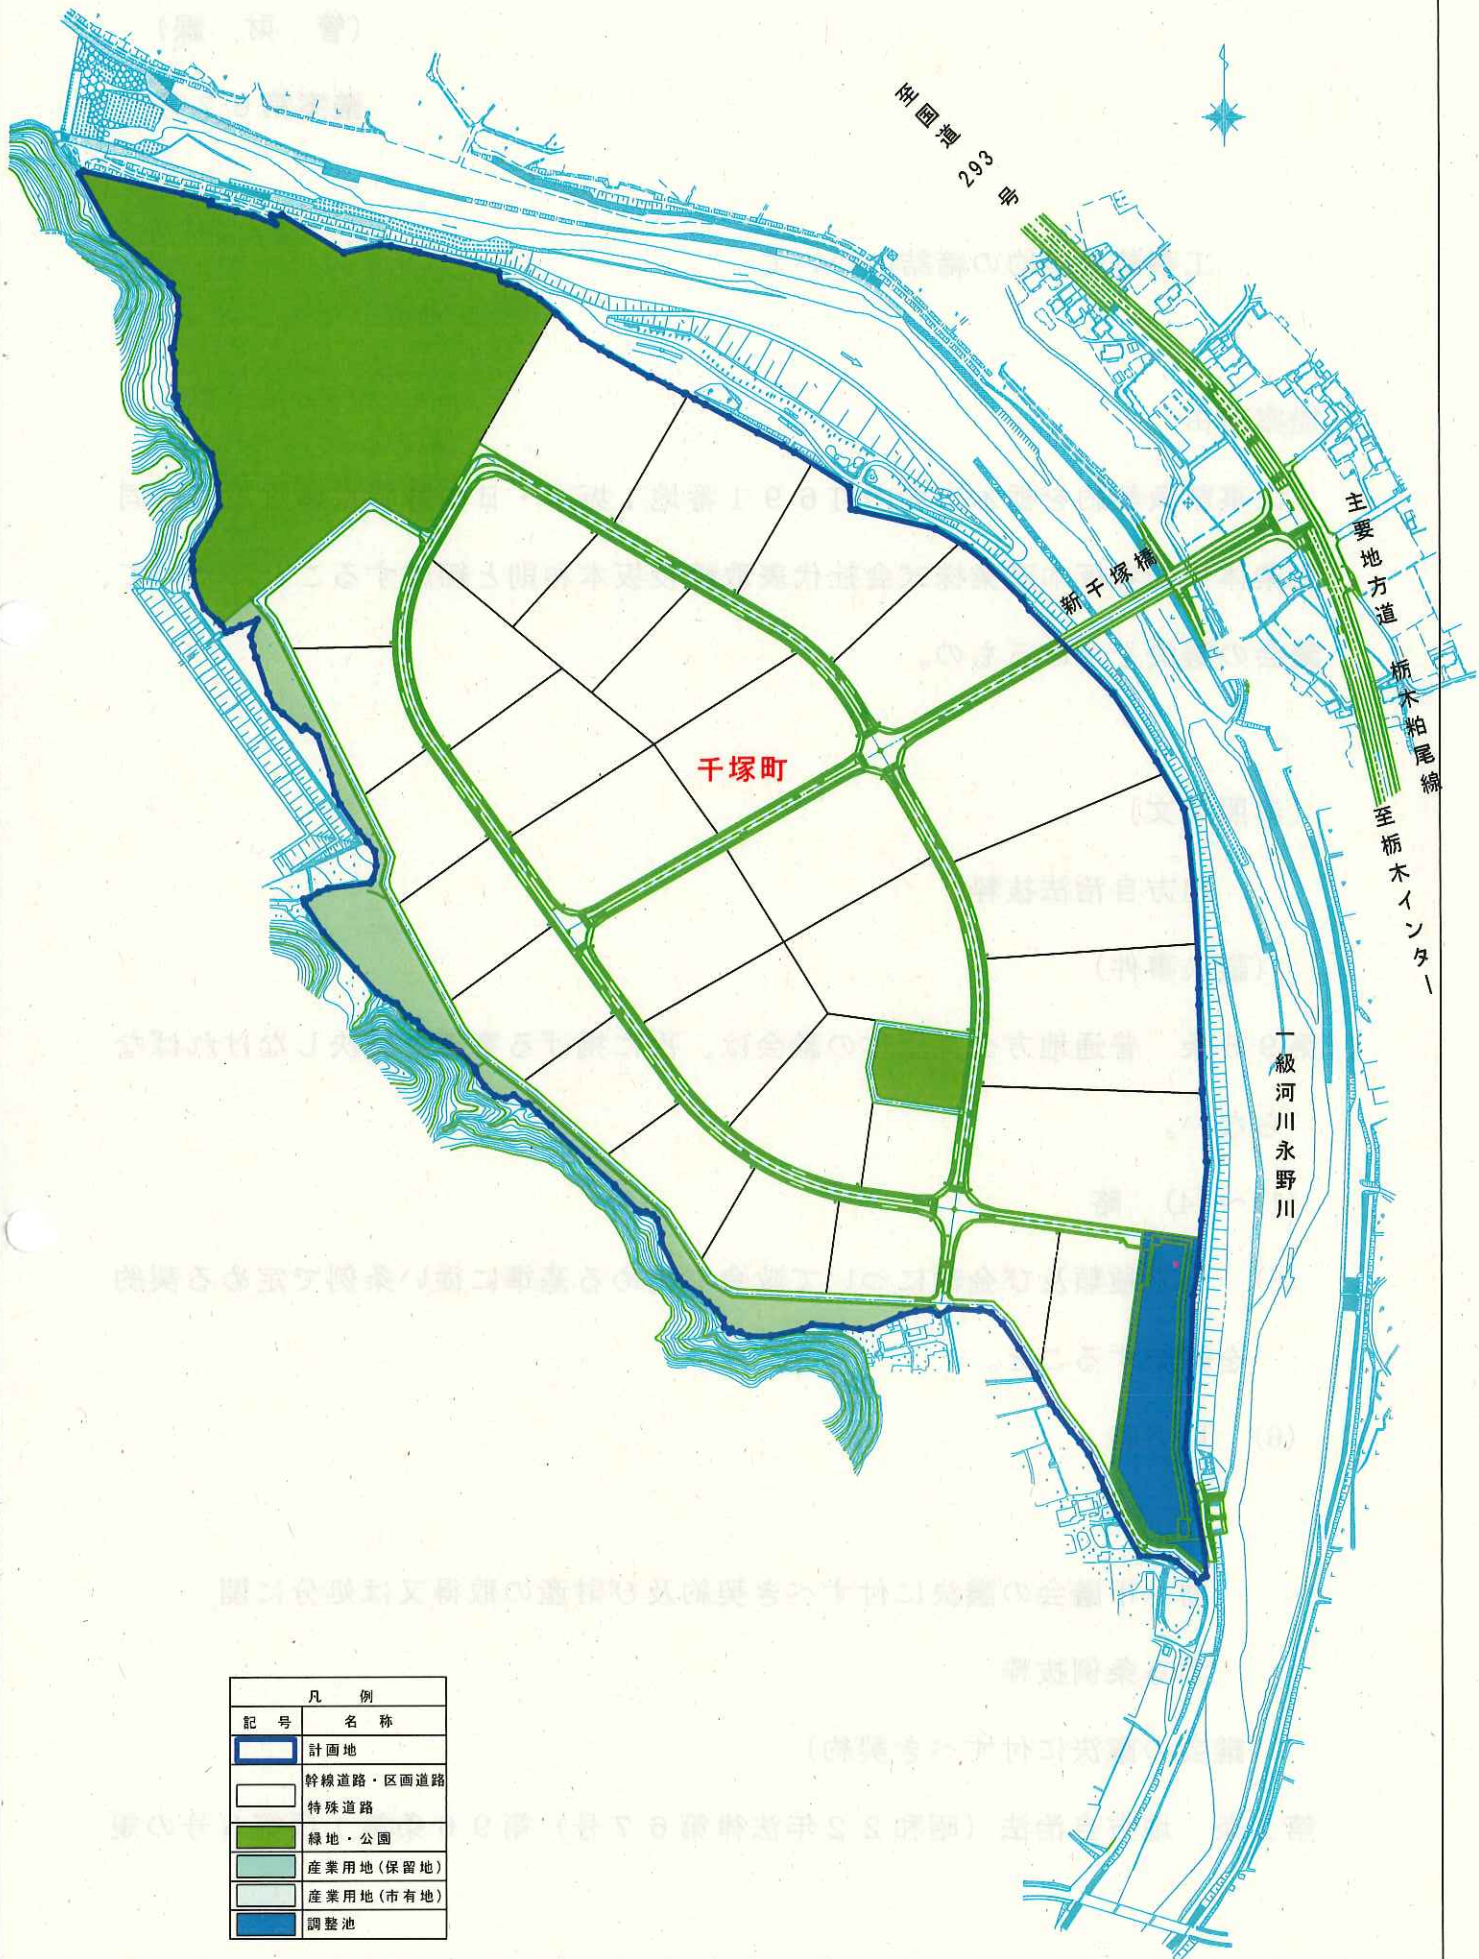 至国道293号
主要地方道 栃木粕尾線
新千塚橋
千塚町
至栃木インター
一級河川永野川
凡 例
記 号 名 称
計画地
幹線道路・区画道路
特殊道路
緑地・公園
産業用地(保留地)
産業用地(市有地)
調整池